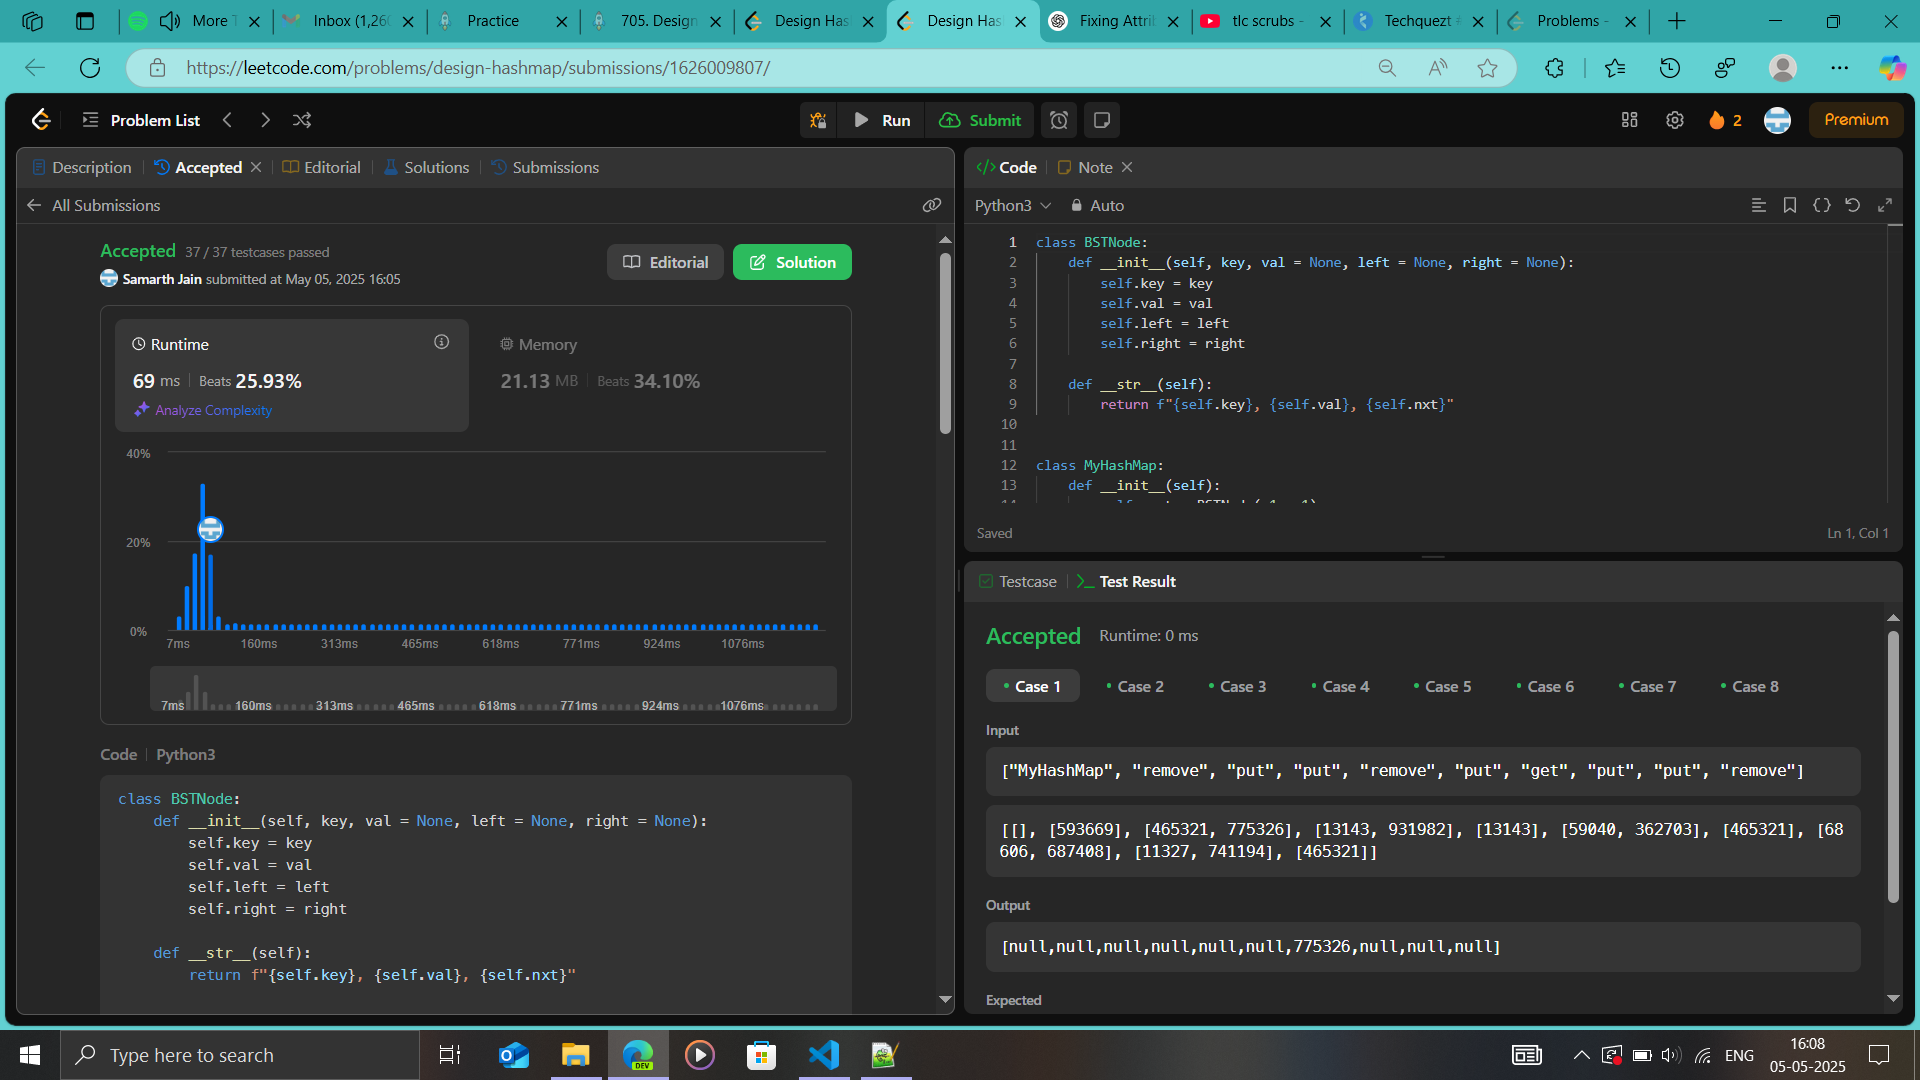 More T
Inbox (1,26
Practice
705. Design
Design Has
Design Has
Fixing Attri
tlc scrubs -
Techquezt
Problems -
https://leetcode.com/problems/design-hashmap/submissions/1626009807/
Problem List
Run
Submit
2
Premium
Description
Accepted
Editorial
Solutions
Submissions
All Submissions
Accepted 37 / 37 testcases passed
Samarth Jain submitted at May 05, 2025 16:05
Editorial
Solution
Runtime
69 ms Beats 25.93%
Analyze Complexity
Memory
21.13 MB Beats 34.10%
40%
20%
0%
7ms 160ms 313ms 465ms 618ms 771ms 924ms 1076ms
7ms 160ms 313ms 465ms 618ms 771ms 924ms 1076ms
Code Python3
class BSTNode:
    def __init__(self, key, val = None, left = None, right = None):
        self.key = key
        self.val = val
        self.left = left
        self.right = right
    def __str__(self):
        return f"{self.key}, {self.val}, {self.nxt}"
</> Code
Note
Python3
Auto
1 class BSTNode:
2     def __init__(self, key, val = None, left = None, right = None):
3         self.key = key
4         self.val = val
5         self.left = left
6         self.right = right
7
8     def __str__(self):
9         return f"{self.key}, {self.val}, {self.nxt}"
10
11
12 class MyHashMap:
13     def __init__(self):
Saved
Ln 1, Col 1
Testcase
Test Result
Accepted Runtime: 0 ms
Case 1 Case 2 Case 3 Case 4 Case 5 Case 6 Case 7 Case 8
Input
["MyHashMap", "remove", "put", "put", "remove", "put", "get", "put", "put", "remove"]
[[], [593669], [465321, 775326], [13143, 931982], [13143], [59040, 362703], [465321], [68
606, 687408], [11327, 741194], [465321]]
Output
[null,null,null,null,null,null,775326,null,null,null]
Expected
Type here to search
DEV
ENG
16:08
05-05-2025